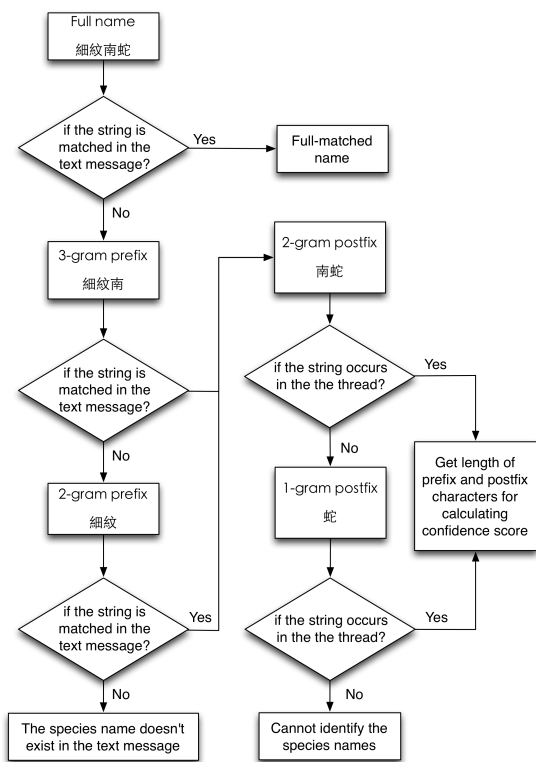 Full name
細紋南蛇
if the string is
matched in the
text message?
Yes
Full-matched
name
No
3-gram prefix
細紋南
if the string is
matched in the
text message?
No
2-gram prefix
細紋
if the string is
matched in the
text message?
Yes
No
The species name doesn't
exist in the text message
2-gram postfix
南蛇
if the string occurs
in the the thread?
Yes
No
1-gram postfix
蛇
if the string occurs
in the the thread?
Yes
No
Cannot identify the
species names
Get length of
prefix and postfix
characters for
calculating
confidence score